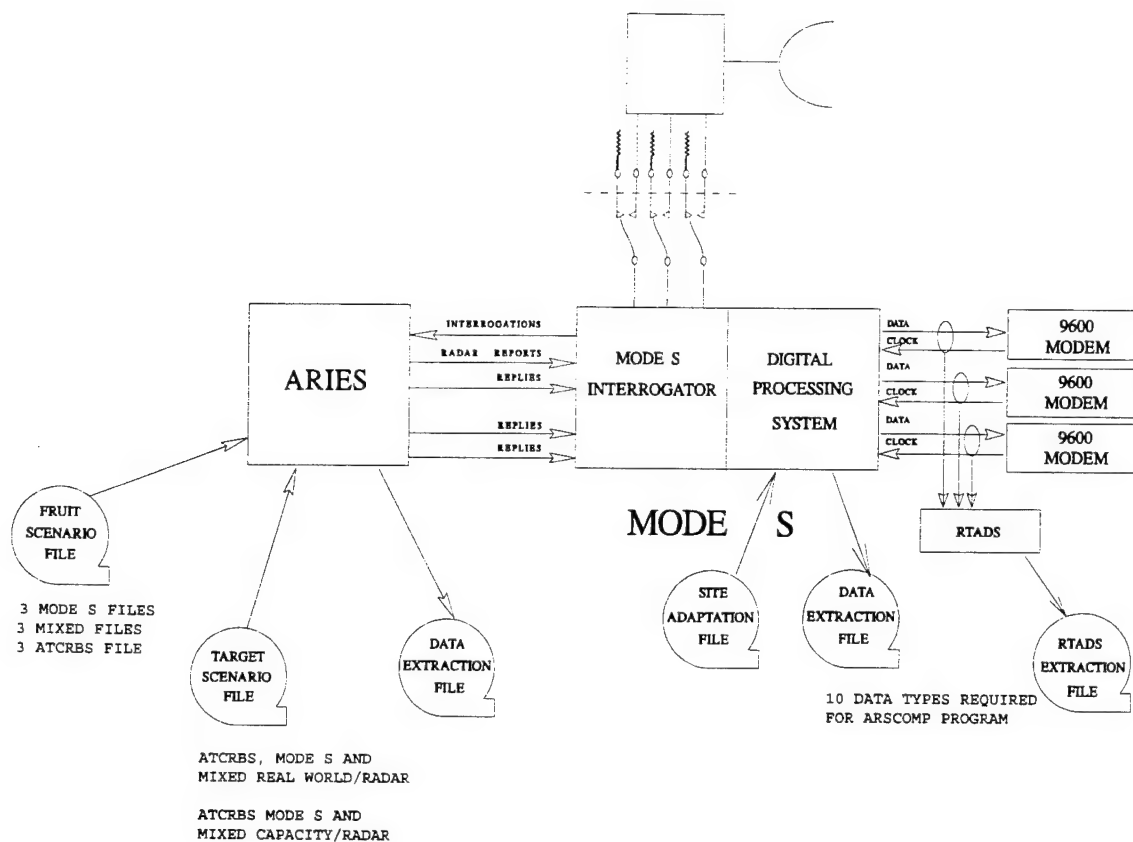 INTERROGATIONS
RADAR REPORTS
REPLIES
REPLIES
REPLIES
ARIES
MODE S
INTERROGATOR
DIGITAL
PROCESSING
SYSTEM
DATA
CLOCK
DATA
CLOCK
DATA
CLOCK
9600
MODEM
9600
MODEM
9600
MODEM
MODE S
RTADS
FRUIT
SCENARIO
FILE
3 MODE S FILES
3 MIXED FILES
3 ATCRBS FILE
TARGET
SCENARIO
FILE
DATA
EXTRACTION
FILE
SITE
ADAPTATION
FILE
DATA
EXTRACTION
FILE
RTADS
EXTRACTION
FILE
10 DATA TYPES REQUIRED
FOR ARSCOMP PROGRAM
ATCRBS, MODE S AND
MIXED REAL WORLD/RADAR
ATCRBS MODE S AND
MIXED CAPACITY/RADAR